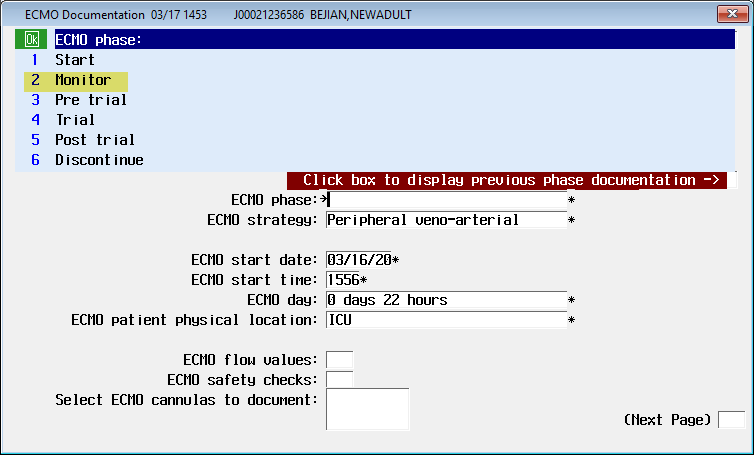 ECMO Documentation 03/17 1453 J00021236586 BEJIAN,NEWADULT
Ok ECMO phase:
1 Start
2 Monitor
3 Pre trial
4 Trial
5 Post trial
6 Discontinue
Click box to display previous phase documentation ->
ECMO phase: *
ECMO strategy: Peripheral veno-arterial *
ECMO start date: 03/16/20*
ECMO start time: 1556*
ECMO day: 0 days 22 hours *
ECMO patient physical location: ICU *
ECMO flow values:
ECMO safety checks:
Select ECMO cannulas to document:
(Next Page)